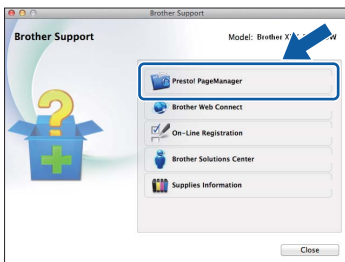 Brother Support
Brother Support
Model: Brother
Presto! PageManager
Brother Web Connect
On-Line Registration
Brother Solutions Center
Supplies Information
Close